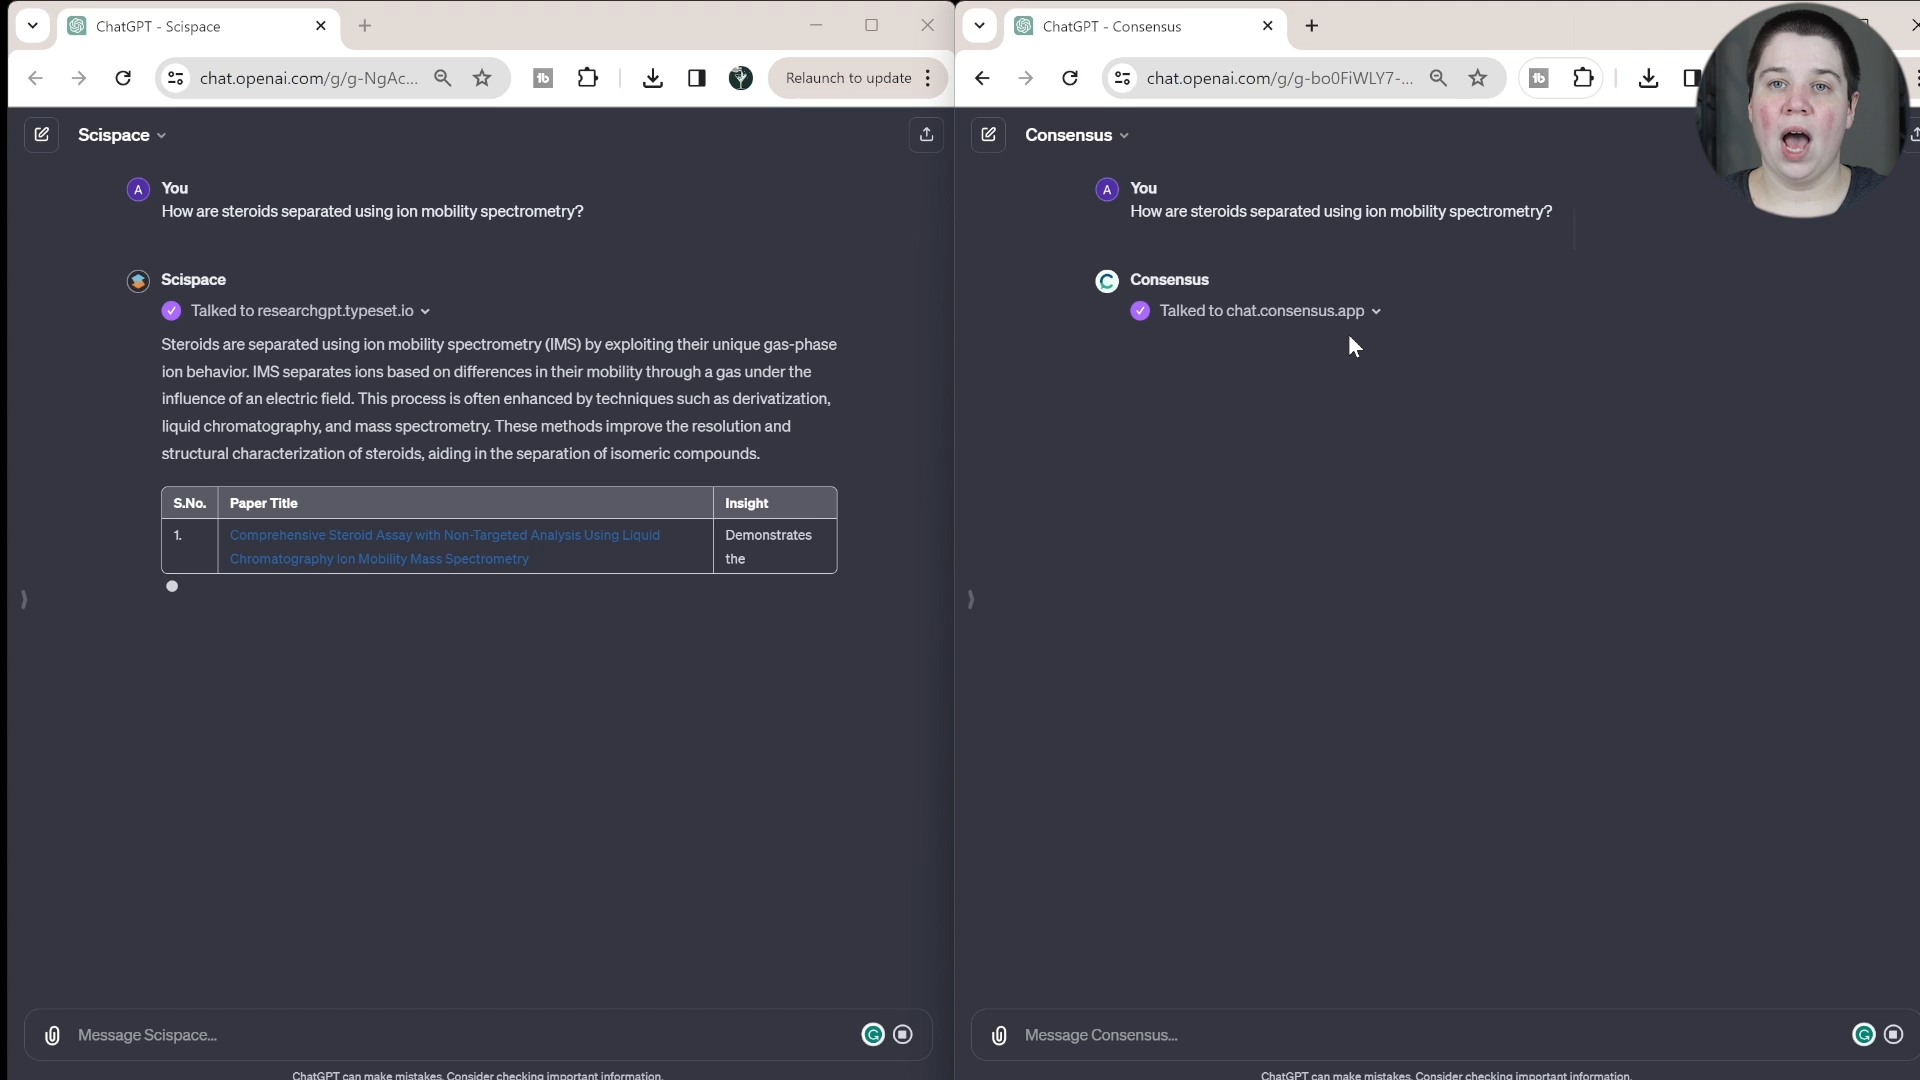 ChatGPT - Scispace
chat.openai.com/g/g-NgAc...
Relaunch to update
Scispace
A
You
How are steroids separated using ion mobility spectrometry?
Scispace
Talked to researchgpt.typeset.io
Steroids are separated using ion mobility spectrometry (IMS) by exploiting their unique gas-phase
ion behavior. IMS separates ions based on differences in their mobility through a gas under the
influence of an electric field. This process is often enhanced by techniques such as derivatization,
liquid chromatography, and mass spectrometry. These methods improve the resolution and
structural characterization of steroids, aiding in the separation of isomeric compounds.
S.No.
Paper Title
Insight
1.
Comprehensive Steroid Assay with Non-Targeted Analysis Using Liquid
Chromatography Ion Mobility Mass Spectrometry
Demonstrates
the
Message Scispace...
ChatGPT can make mistakes. Consider checking important information.
ChatGPT - Consensus
chat.openai.com/g/g-bo0FiWLY7-...
Consensus
A
You
How are steroids separated using ion mobility spectrometry?
Consensus
Talked to chat.consensus.app
Message Consensus...
ChatGPT can make mistakes. Consider checking important information.